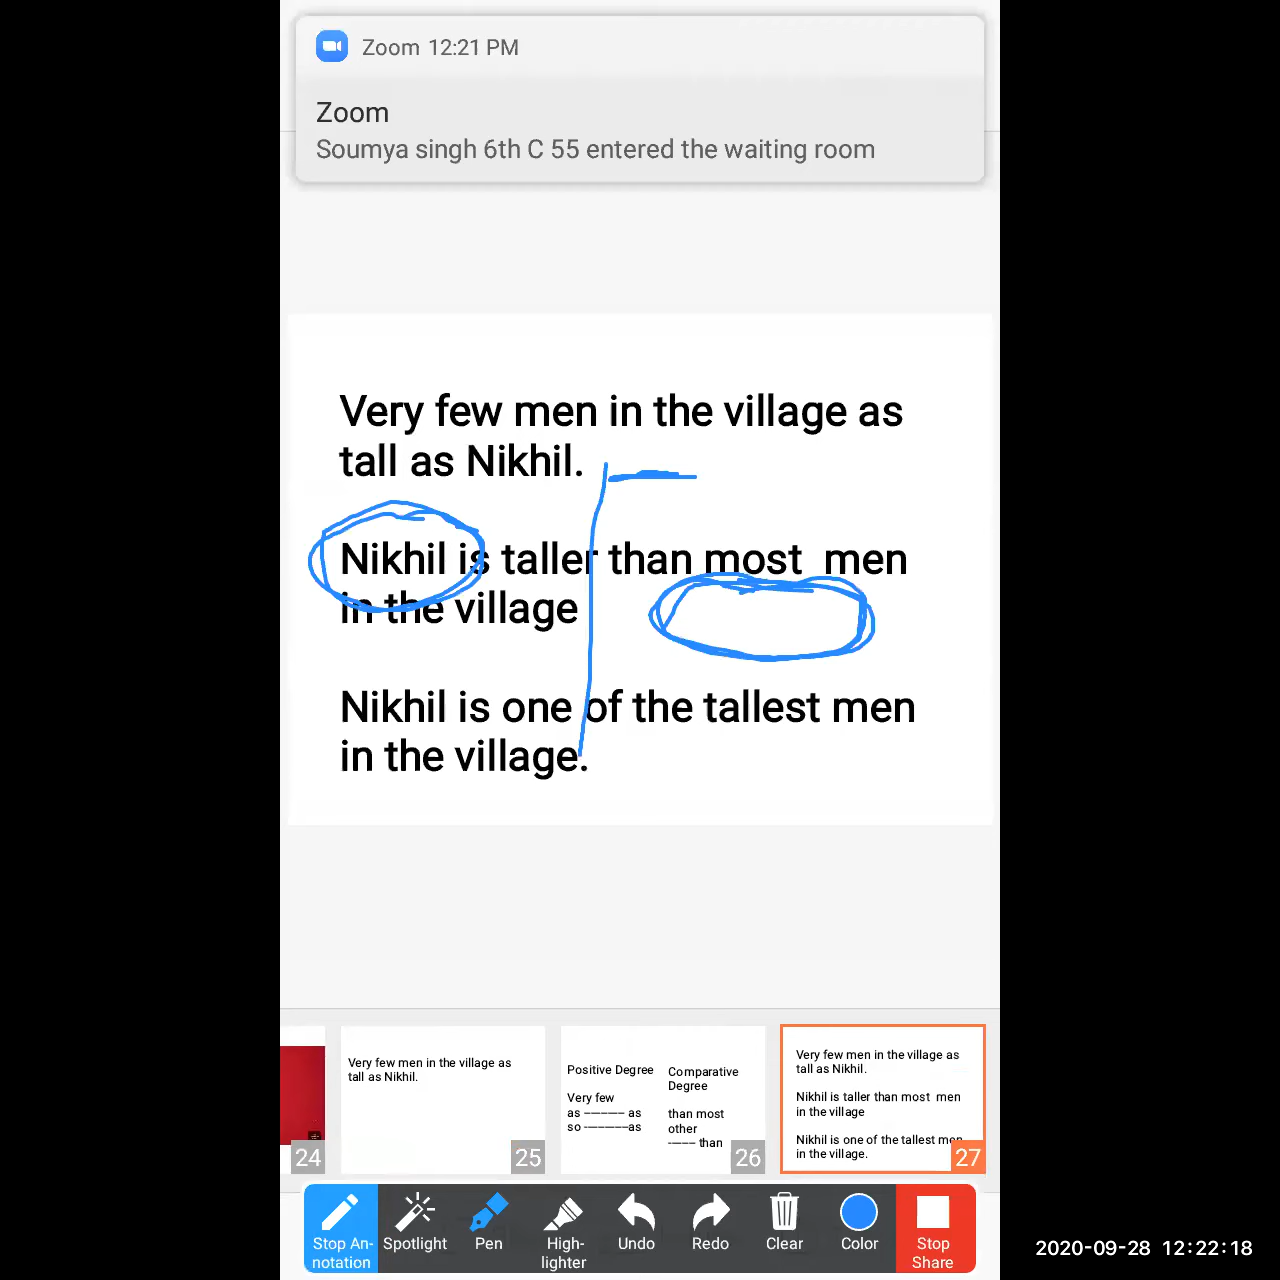 Zoom 12:21 PM
Zoom
Soumya singh 6th C 55 entered the waiting room
Very few men in the village as
tall as Nikhil.
Nikhil is taller than most  men
in the village
Nikhil is one of the tallest men
in the village.
24
Very few men in the village as
tall as Nikhil.
25
Positive Degree
Very few
as ---------- as
so -----------as
Comparative
Degree
than most
other
------- than
26
Very few men in the village as
tall as Nikhil.
Nikhil is taller than most  men
in the village
Nikhil is one of the tallest men
in the village.
27
Stop An-
notation
Spotlight
Pen
High-
lighter
Undo
Redo
Clear
Color
Stop
Share
2020-09-28 12:22:18